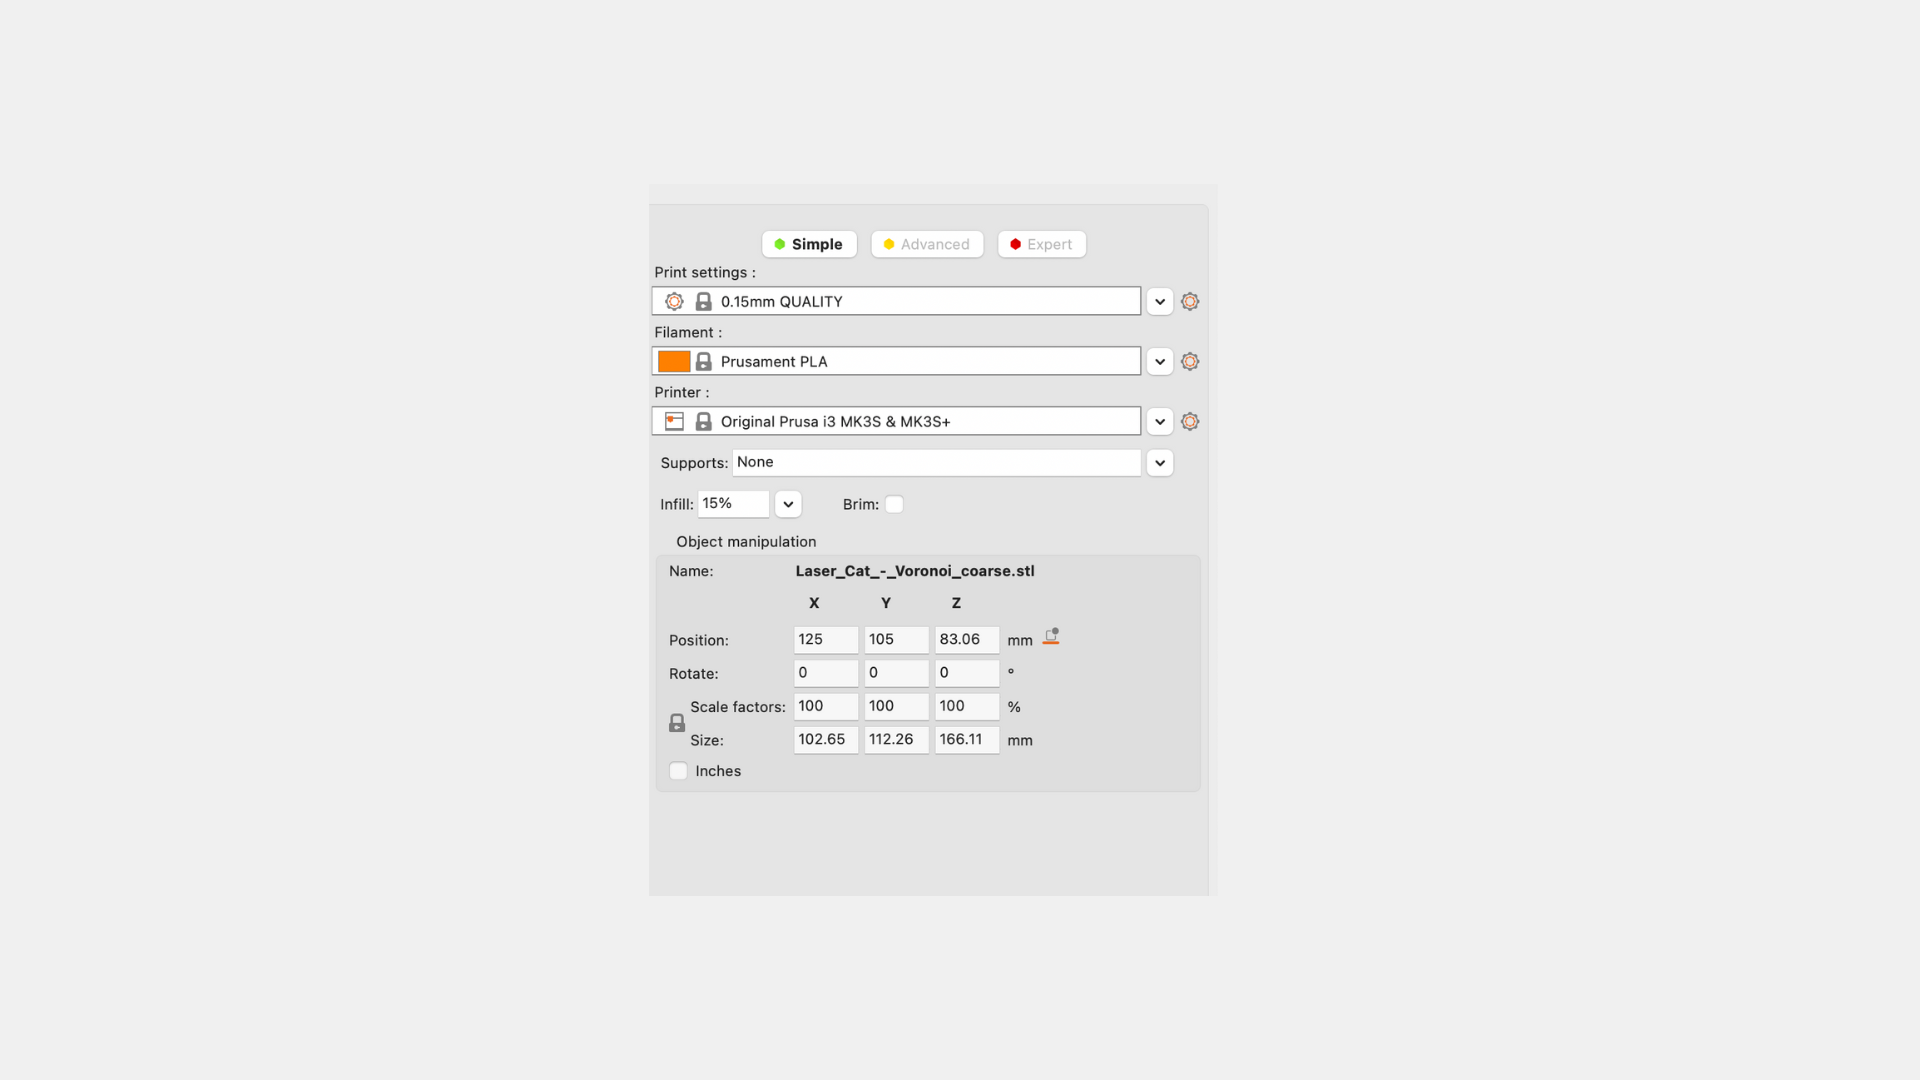 Simple Advanced Expert
Print settings :
0.15mm QUALITY
Filament :
Prusament PLA
Printer :
Original Prusa i3 MK3S & MK3S+
Supports: None
Infill: 15% Brim:
Object manipulation
Name: Laser_Cat_-_Voronoi_coarse.stl
X Y Z
Position: 125 105 83.06 mm
Rotate: 0 0 0 °
Scale factors: 100 100 100 %
Size: 102.65 112.26 166.11 mm
Inches